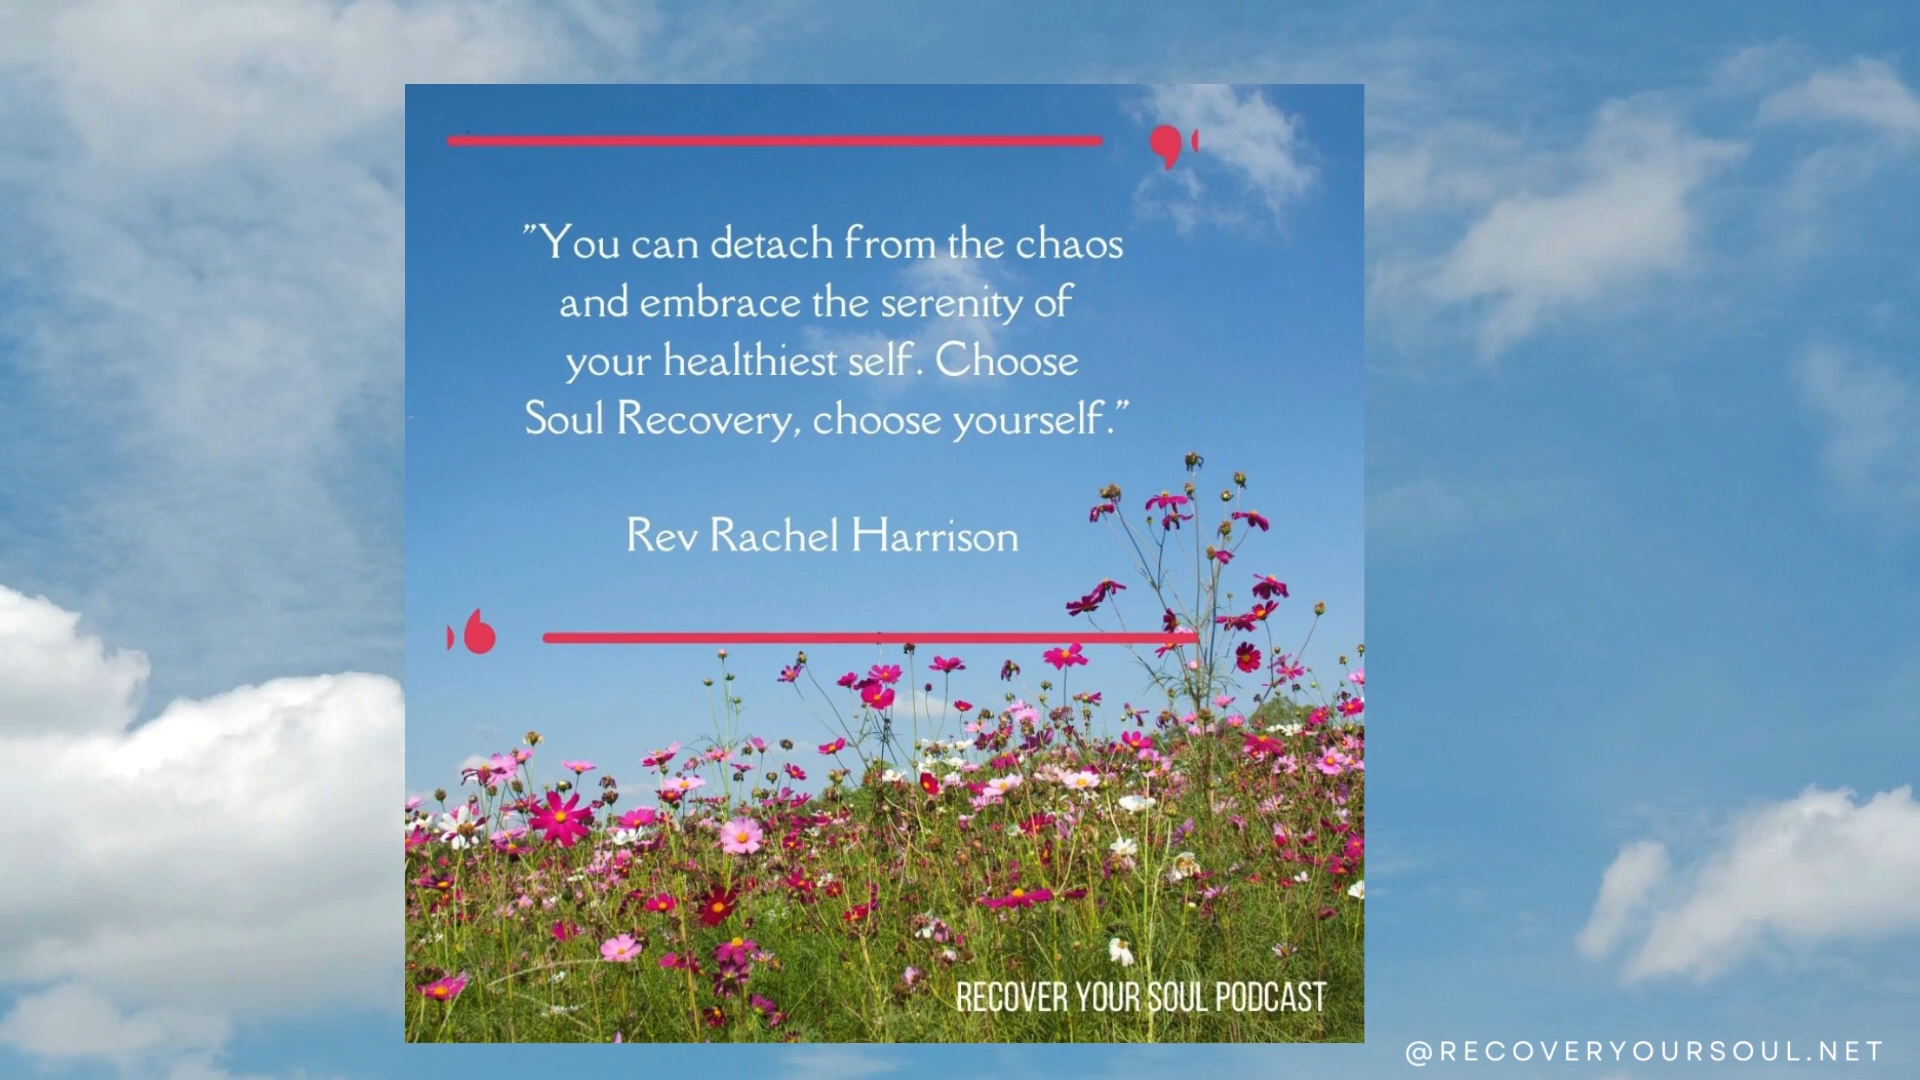 "You can detach from the chaos
and embrace the serenity of
your healthiest self. Choose
Soul Recovery, choose yourself."
Rev Rachel Harrison
RECOVER YOUR SOUL PODCAST
@RECOVERYOURSOUL.NET